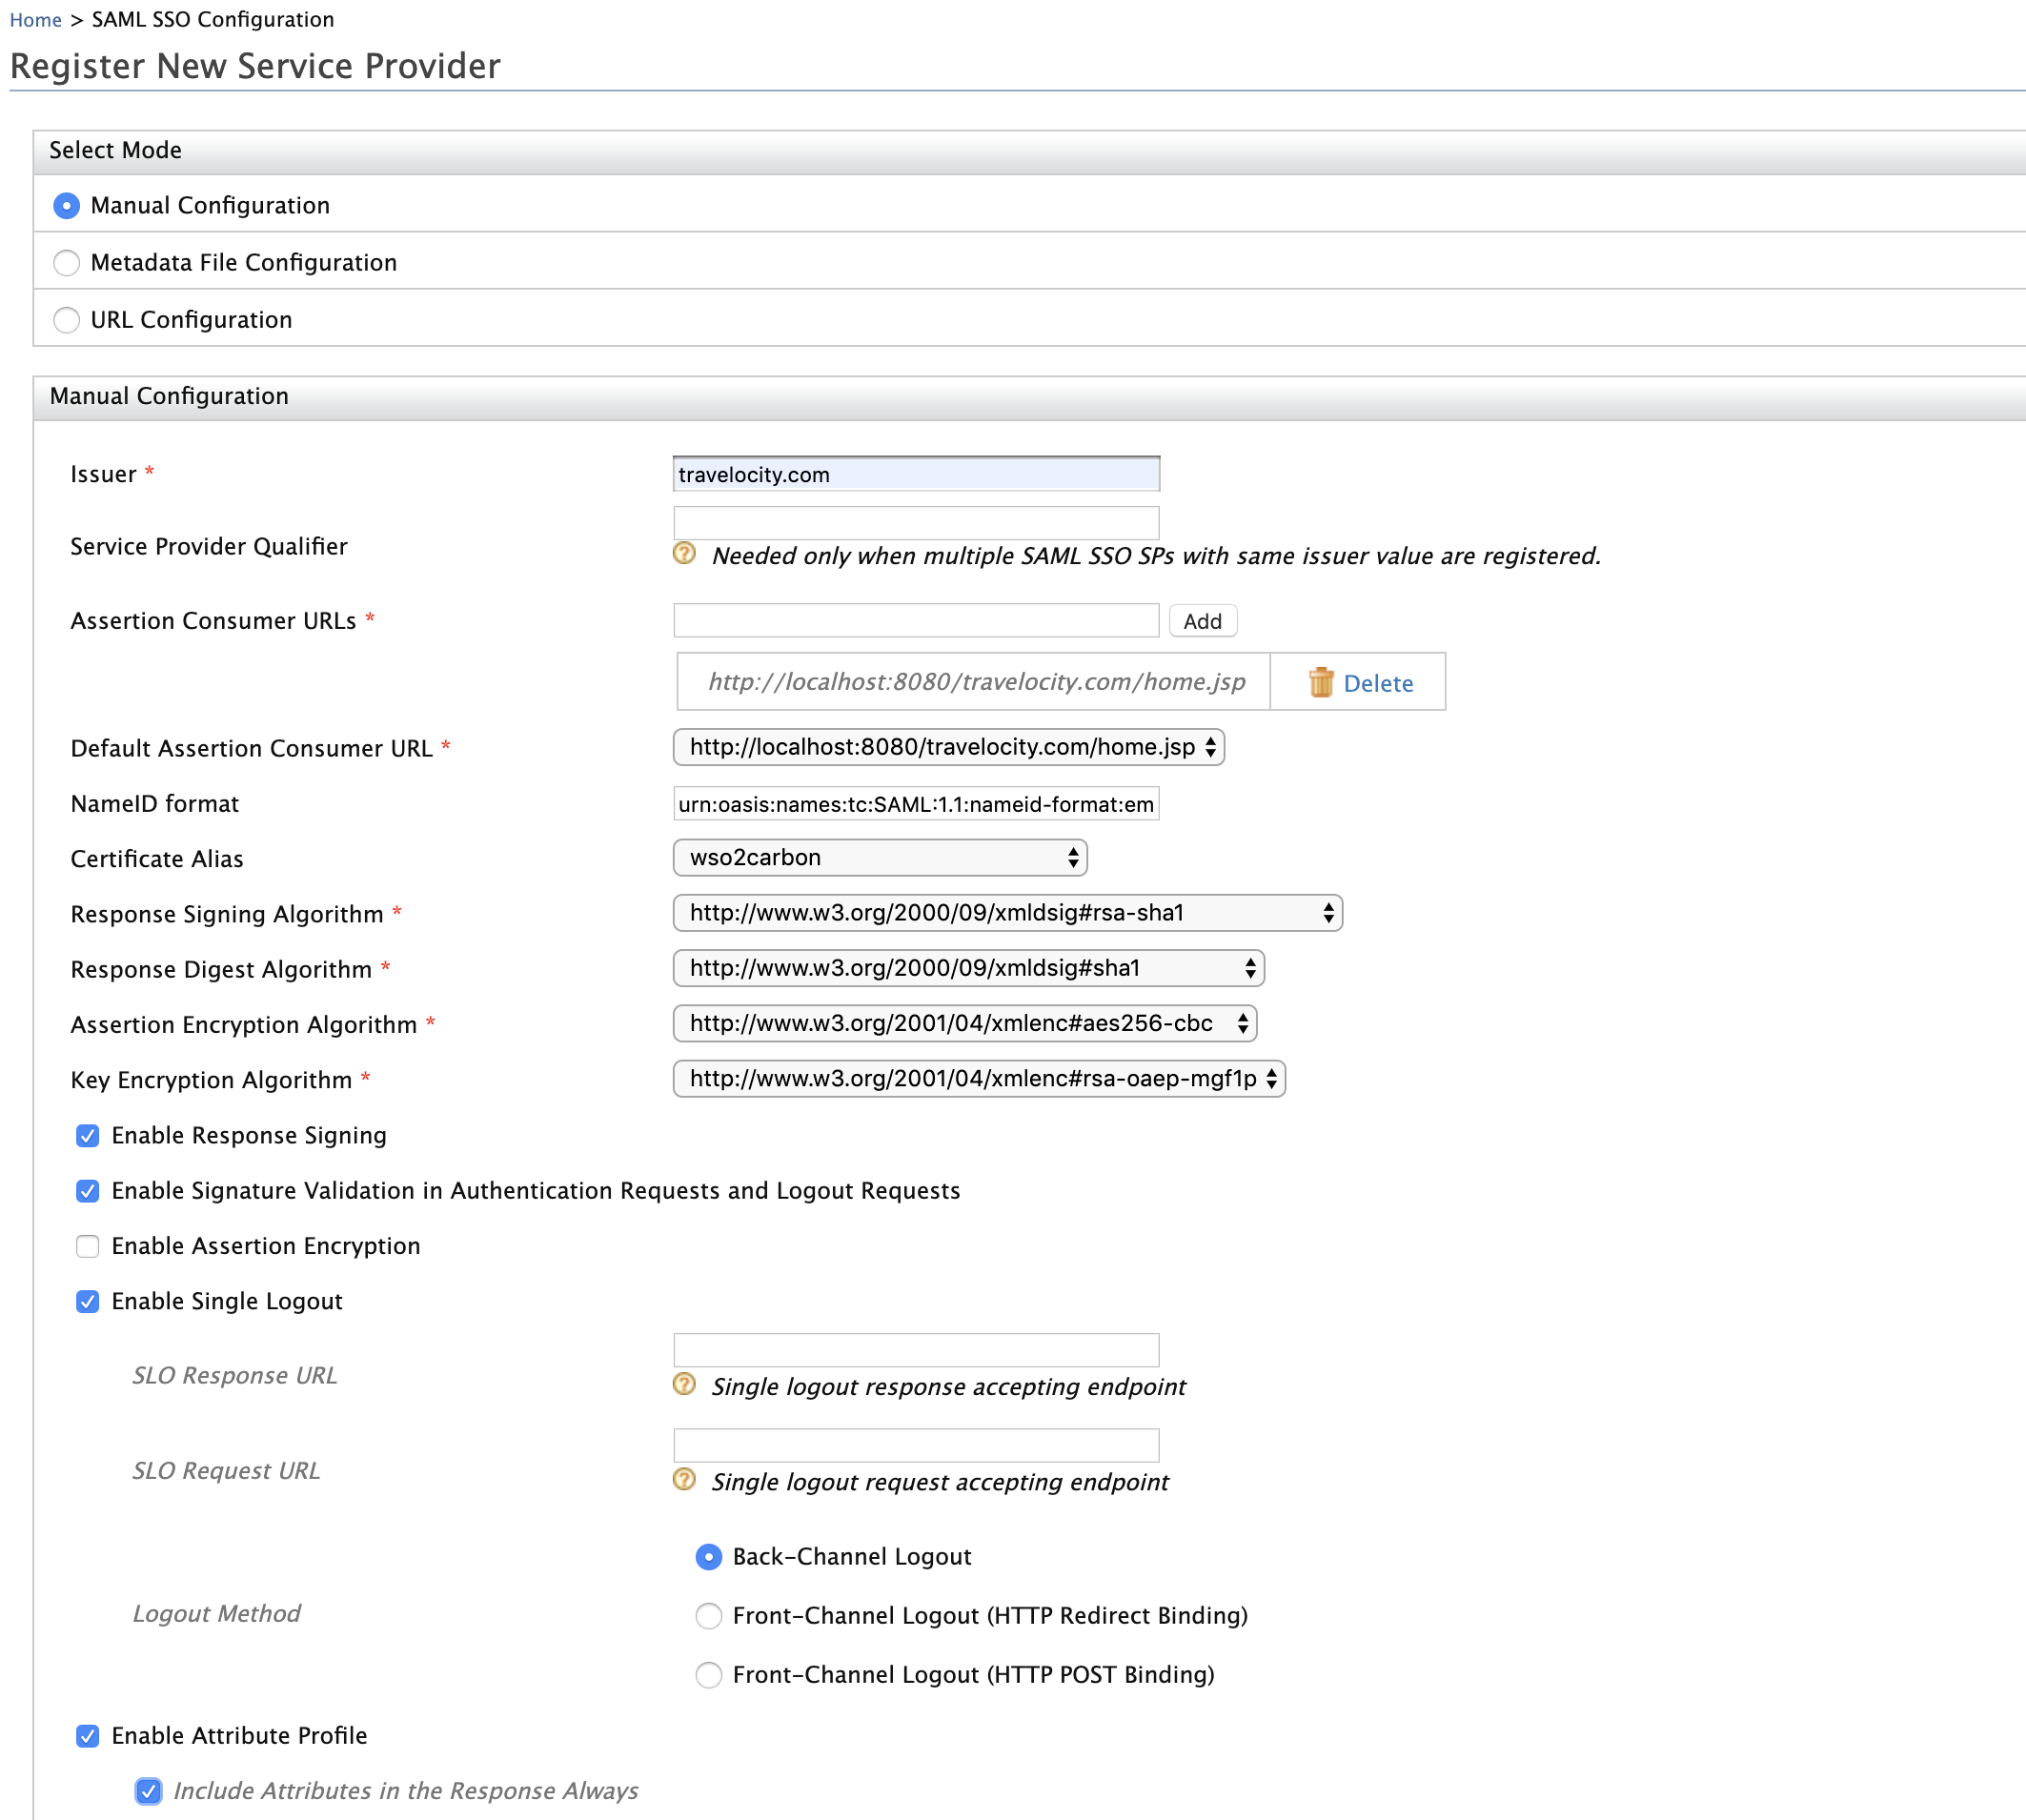 Home > SAML SSO Configuration
Register New Service Provider
Select Mode
Manual Configuration
Metadata File Configuration
URL Configuration
Manual Configuration
Issuer * travelocity.com
Service Provider Qualifier
Needed only when multiple SAML SSO SPs with same issuer value are registered.
Assertion Consumer URLs * Add
http://localhost:8080/travelocity.com/home.jsp Delete
Default Assertion Consumer URL * http://localhost:8080/travelocity.com/home.jsp
NameID format urn:oasis:names:tc:SAML:1.1:nameid-format:em
Certificate Alias wso2carbon
Response Signing Algorithm * http://www.w3.org/2000/09/xmldsig#rsa-sha1
Response Digest Algorithm * http://www.w3.org/2000/09/xmldsig#sha1
Assertion Encryption Algorithm * http://www.w3.org/2001/04/xmlenc#aes256-cbc
Key Encryption Algorithm * http://www.w3.org/2001/04/xmlenc#rsa-oaep-mgf1p
Enable Response Signing
Enable Signature Validation in Authentication Requests and Logout Requests
Enable Assertion Encryption
Enable Single Logout
SLO Response URL
? Single logout response accepting endpoint
SLO Request URL
? Single logout request accepting endpoint
Back-Channel Logout
Logout Method
Front-Channel Logout (HTTP Redirect Binding)
Front-Channel Logout (HTTP POST Binding)
Enable Attribute Profile
Include Attributes in the Response Always